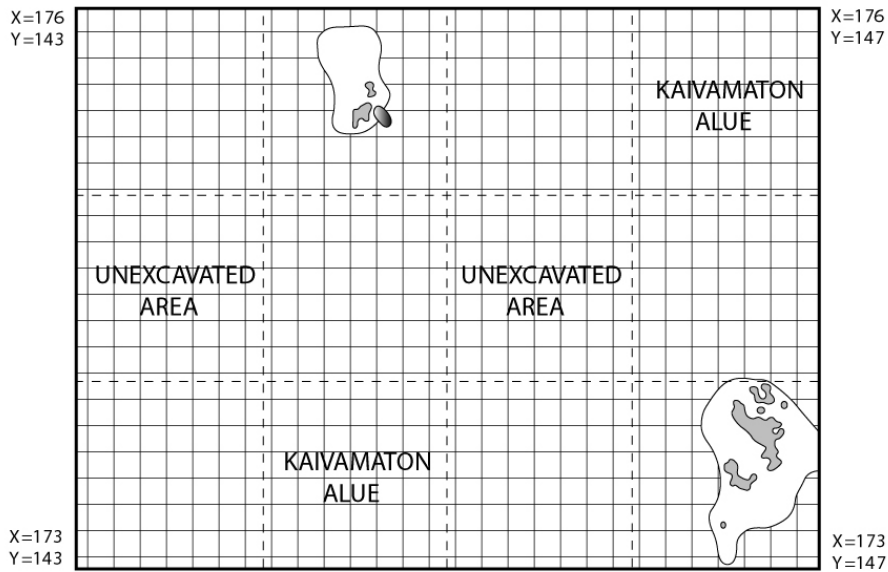 X=176
Y=143
X=176
Y=147
KAIVAMATON
ALUE
UNEXCAVATED
AREA
UNEXCAVATED
AREA
KAIVAMATON
ALUE
X=173
Y=143
X=173
Y=147